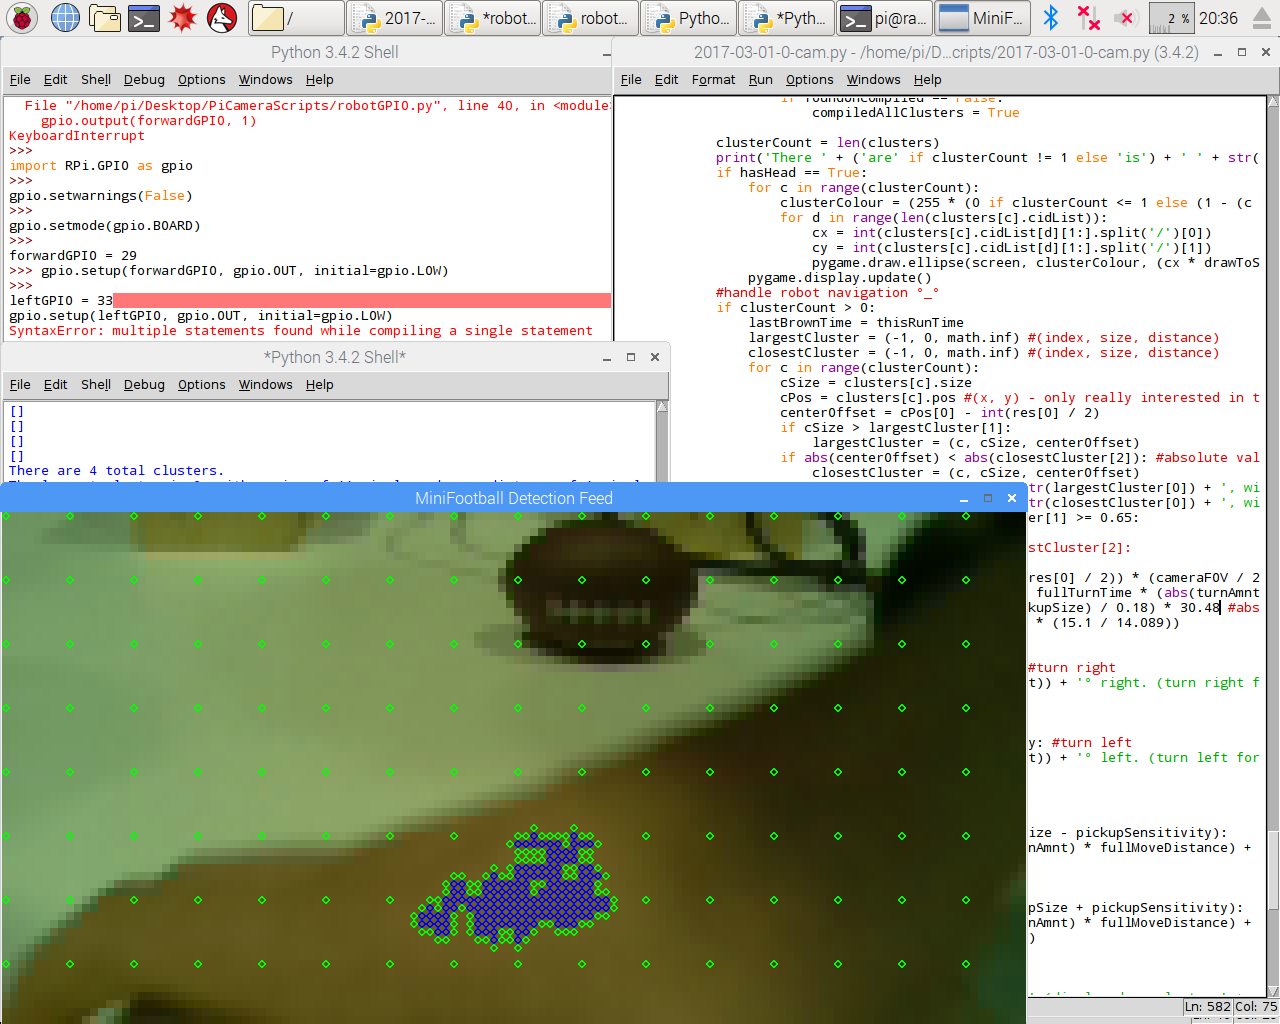 /
2017-...
*robot...
robot...
Pytho...
*Pyth...
pi@ra...
MiniF...
2 %
20:36
Python 3.4.2 Shell
File Edit Shell Debug Options Windows Help
File "/home/pi/Desktop/PiCameraScripts/robotGPIO.py", line 40, in <module>
gpio.output(forwardGPIO, 1)
KeyboardInterrupt
>>>
import RPi.GPIO as gpio
>>>
gpio.setwarnings(False)
>>>
gpio.setmode(gpio.BOARD)
>>>
forwardGPIO = 29
>>> gpio.setup(forwardGPIO, gpio.OUT, initial=gpio.LOW)
>>>
leftGPIO = 33
gpio.setup(leftGPIO, gpio.OUT, initial=gpio.LOW)
SyntaxError: multiple statements found while compiling a single statement
*Python 3.4.2 Shell*
File Edit Shell Debug Options Windows Help
[]
[]
[]
[]
There are 4 total clusters.
MiniFootball Detection Feed
2017-03-01-0-cam.py - /home/pi/D...cripts/2017-03-01-0-cam.py (3.4.2)
File Edit Format Run Options Windows Help
if foundonCompiled == False:
compiledAllClusters = True
clusterCount = len(clusters)
print('There ' + ('are' if clusterCount != 1 else 'is') + ' ' + str(
if hasHead == True:
for c in range(clusterCount):
clusterColour = (255 * (0 if clusterCount <= 1 else (1 - (c
for d in range(len(clusters[c].cidList)):
cx = int(clusters[c].cidList[d][1:].split('/')[0])
cy = int(clusters[c].cidList[d][1:].split('/')[1])
pygame.draw.ellipse(screen, clusterColour, (cx * drawToS
pygame.display.update()
#handle robot navigation °_°
if clusterCount > 0:
lastBrownTime = thisRunTime
largestCluster = (-1, 0, math.inf) #(index, size, distance)
closestCluster = (-1, 0, math.inf) #(index, size, distance)
for c in range(clusterCount):
cSize = clusters[c].size
cPos = clusters[c].pos #(x, y) - only really interested in t
centerOffset = cPos[0] - int(res[0] / 2)
if cSize > largestCluster[1]:
largestCluster = (c, cSize, centerOffset)
if abs(centerOffset) < abs(closestCluster[2]): #absolute val
closestCluster = (c, cSize, centerOffset)
tr(largestCluster[0]) + ', wi
tr(closestCluster[0]) + ', wi
er[1] >= 0.65:
stCluster[2]:
res[0] / 2)) * (cameraFOV / 2
fullTurnTime * (abs(turnAmnt
kupSize) / 0.18) * 30.48 #abs
* (15.1 / 14.089))
#turn right
t)) + '° right. (turn right f
y: #turn left
t)) + '° left. (turn left for
ize - pickupSensitivity):
nAmnt) * fullMoveDistance) +
pSize + pickupSensitivity):
nAmnt) * fullMoveDistance) +
)
Ln: 582 Col: 75